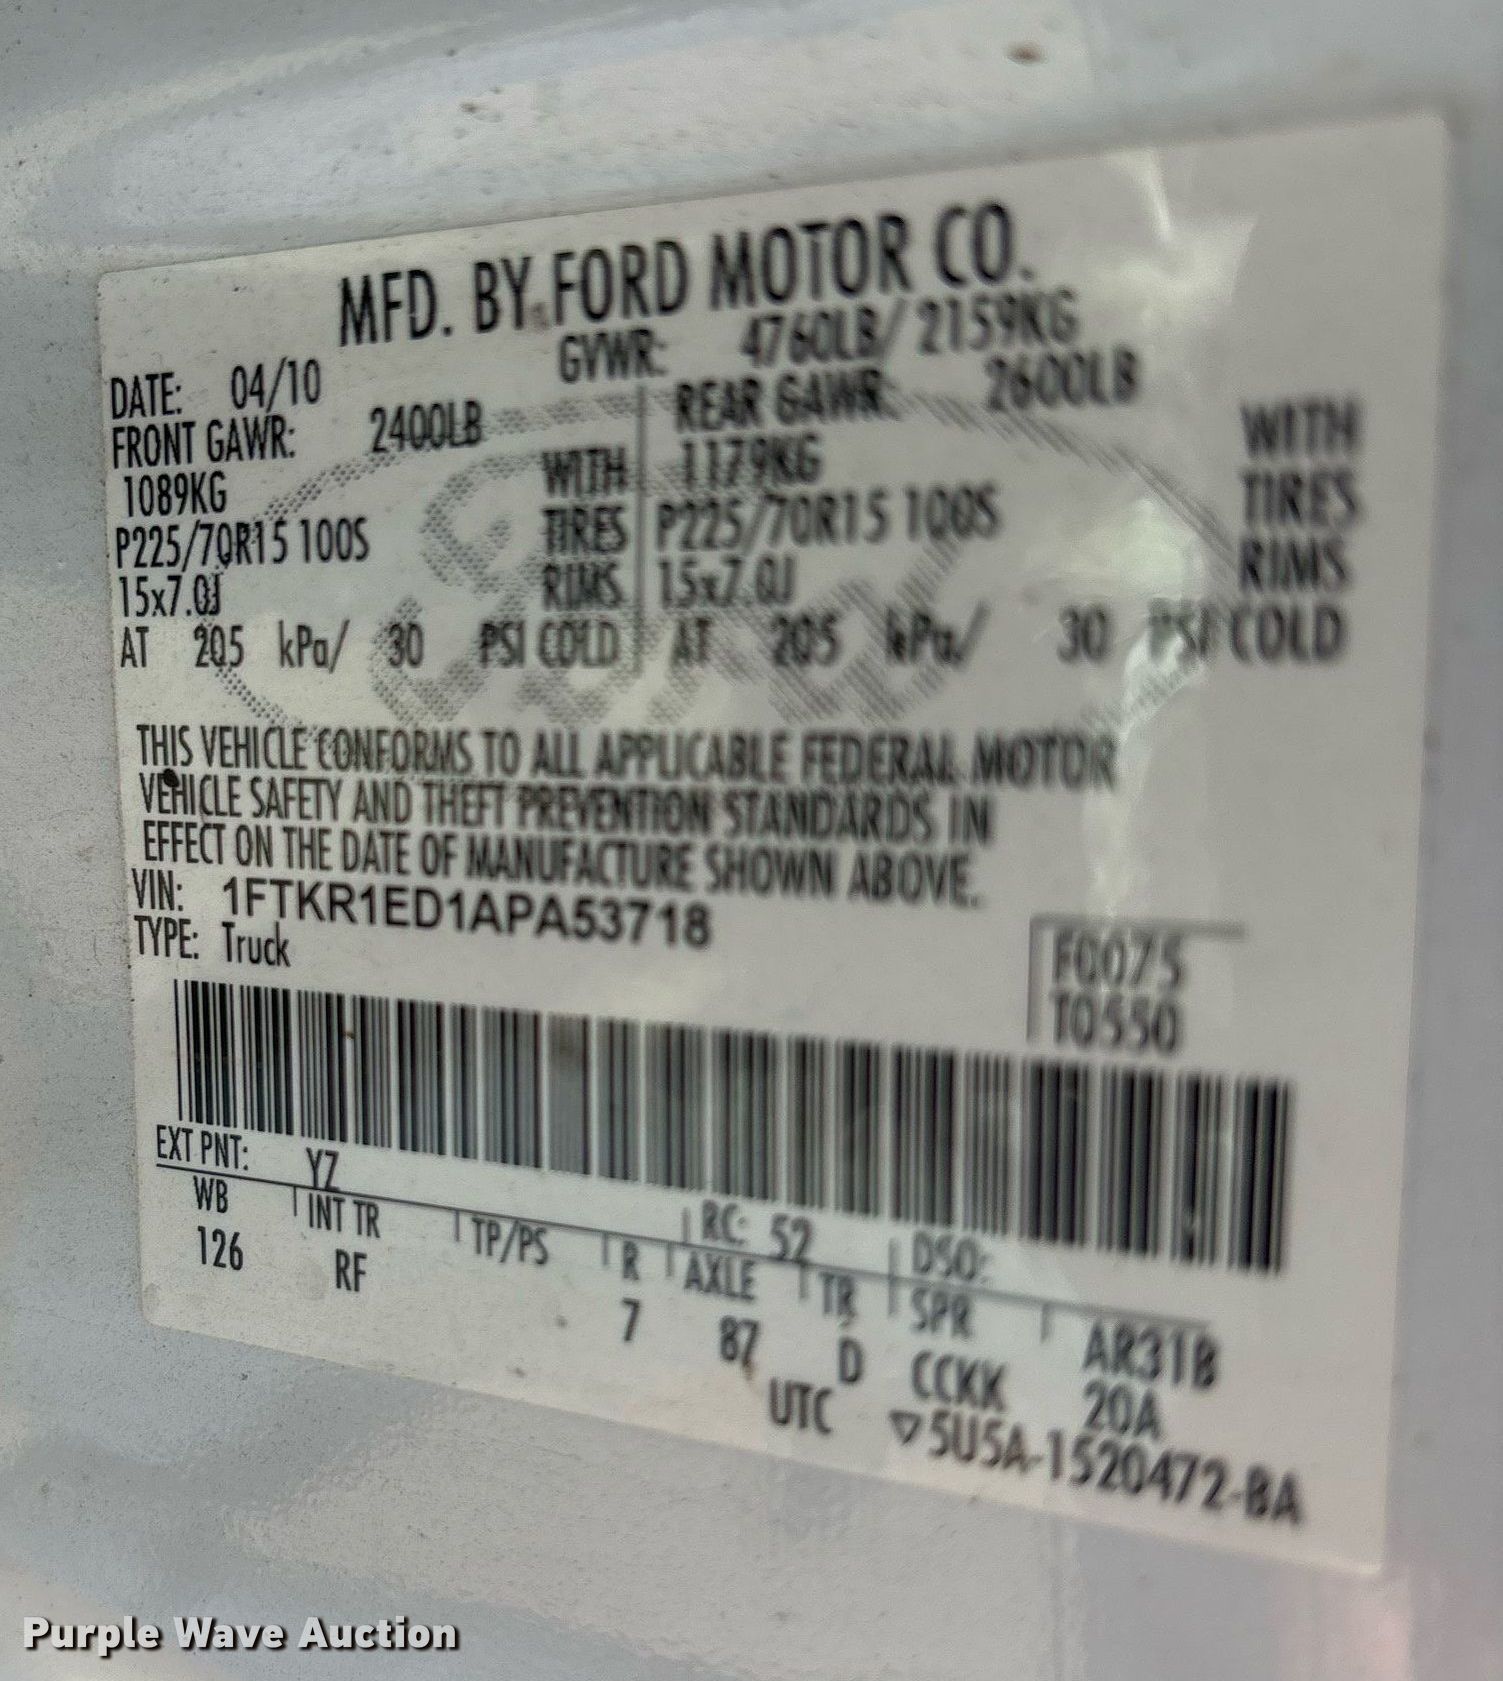 MFD. BY FORD MOTOR CO.
DATE: 04/10 GVWR: 4760LB/ 2159KG
FRONT GAWR: 2400LB REAR GAWR: 2600LB
1089KG WITH 1179KG WITH
P225/70R15 100S TIRES P225/70R15 100S TIRES
15x7.0J RIMS 15x7.0J RIMS
AT 205 kPa/ 30 PSI COLD AT 205 kPa/ 30 PSI COLD
THIS VEHICLE CONFORMS TO ALL APPLICABLE FEDERAL MOTOR
VEHICLE SAFETY AND THEFT PREVENTION STANDARDS IN
EFFECT ON THE DATE OF MANUFACTURE SHOWN ABOVE.
VIN: 1FTKR1ED1APA53718
TYPE: Truck
F0075
T0550
EXT PNT: YZ RC: 52 DSO:
WB INT TR TP/PS R AXLE TR SPR
126 RF 7 87 D CCKK AR31B
20A
UTC ▽5U5A-1520472-BA
Purple Wave Auction